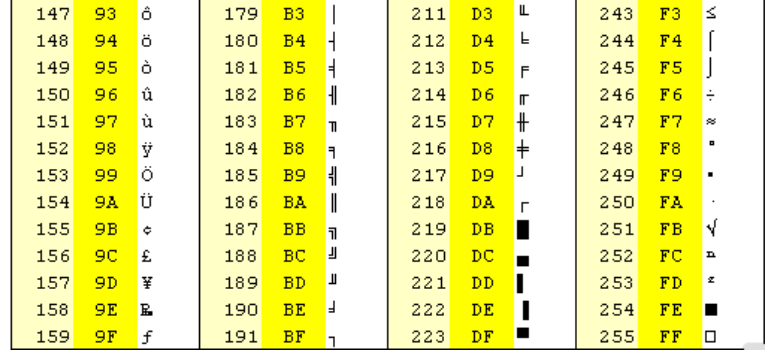 147 93 ô 179 B3 │ 211 D3 ╙ 243 F3 ≤
148 94 ö 180 B4 ┤ 212 D4 ╘ 244 F4 ⌠
149 95 ò 181 B5 ╡ 213 D5 ╒ 245 F5 ⌡
150 96 û 182 B6 ╢ 214 D6 ╓ 246 F6 ÷
151 97 ù 183 B7 ╖ 215 D7 ╫ 247 F7 ≈
152 98 ÿ 184 B8 ╕ 216 D8 ╪ 248 F8 °
153 99 Ö 185 B9 ╣ 217 D9 ┘ 249 F9 ∙
154 9A Ü 186 BA ║ 218 DA ┌ 250 FA ·
155 9B ¢ 187 BB ╗ 219 DB █ 251 FB √
156 9C £ 188 BC ╝ 220 DC ▄ 252 FC ⁿ
157 9D ¥ 189 BD ╜ 221 DD ▌ 253 FD ²
158 9E ₧ 190 BE ╛ 222 DE ▐ 254 FE ■
159 9F ƒ 191 BF ┐ 223 DF ▀ 255 FF □